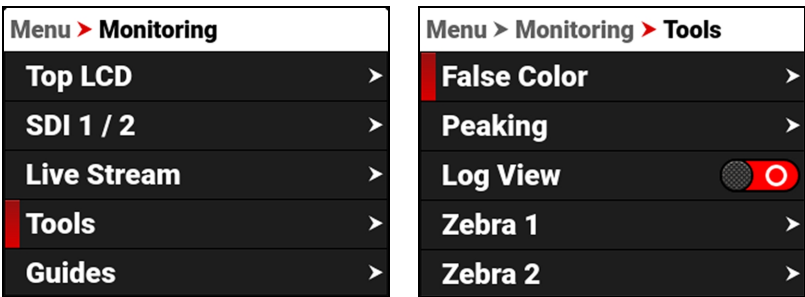 Menu ➤ Monitoring
Top LCD
SDI 1 / 2
Live Stream
Tools
Guides
Menu ➤ Monitoring ➤ Tools
False Color
Peaking
Log View
Zebra 1
Zebra 2